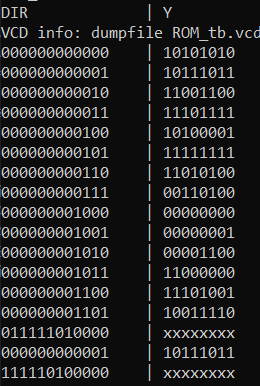 DIR | Y
VCD info: dumpfile ROM_tb.vcd
000000000000 | 10101010
000000000001 | 10111011
000000000010 | 11001100
000000000011 | 11101111
000000000100 | 10100001
000000000101 | 11111111
000000000110 | 11010100
000000000111 | 00110100
000000001000 | 00000000
000000001001 | 00000001
000000001010 | 00001100
000000001011 | 11000000
000000001100 | 11101001
000000001101 | 10011110
011111010000 | xxxxxxxx
000000000001 | 10111011
111110100000 | xxxxxxxx